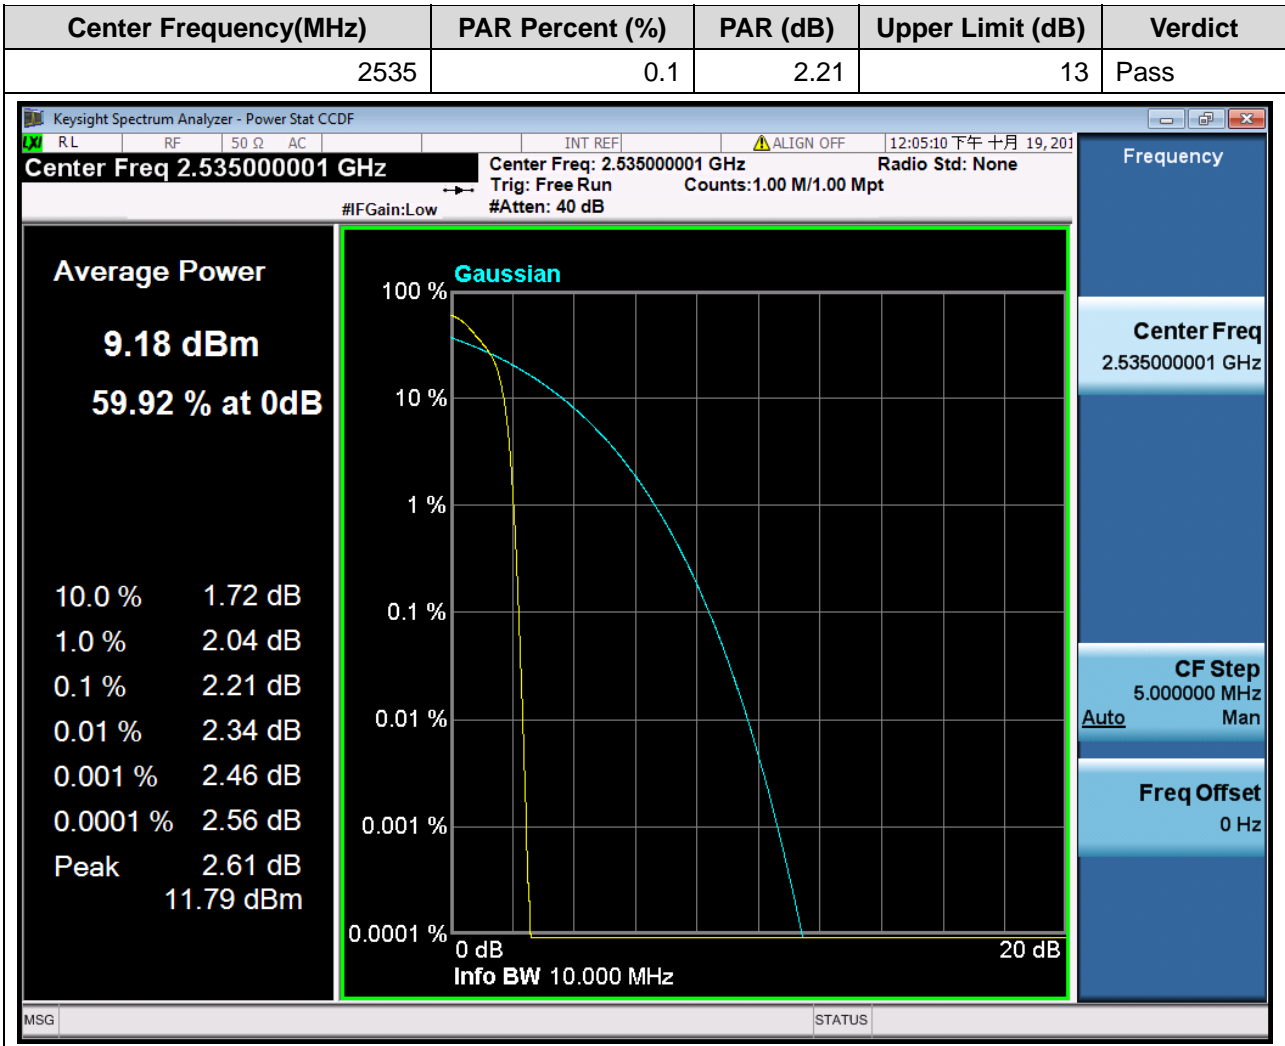 Center Frequency(MHz) PAR Percent (%) PAR (dB) Upper Limit (dB) Verdict
2535 0.1 2.21 13 Pass
Keysight Spectrum Analyzer - Power Stat CCDF
LXI RL RF 50 Ω AC INT REF ALIGN OFF 12:05:10 下午 十月 19, 201
Center Freq 2.535000001 GHz
Center Freq: 2.535000001 GHz Radio Std: None
Trig: Free Run Counts:1.00 M/1.00 Mpt
#IFGain:Low #Atten: 40 dB
Average Power
9.18 dBm
59.92 % at 0dB
10.0 % 1.72 dB
1.0 % 2.04 dB
0.1 % 2.21 dB
0.01 % 2.34 dB
0.001 % 2.46 dB
0.0001 % 2.56 dB
Peak 2.61 dB
11.79 dBm
Gaussian
100 %
10 %
1 %
0.1 %
0.01 %
0.001 %
0.0001 %
0 dB 20 dB
Info BW 10.000 MHz
Frequency
Center Freq
2.535000001 GHz
CF Step
5.000000 MHz
Auto Man
Freq Offset
0 Hz
MSG STATUS